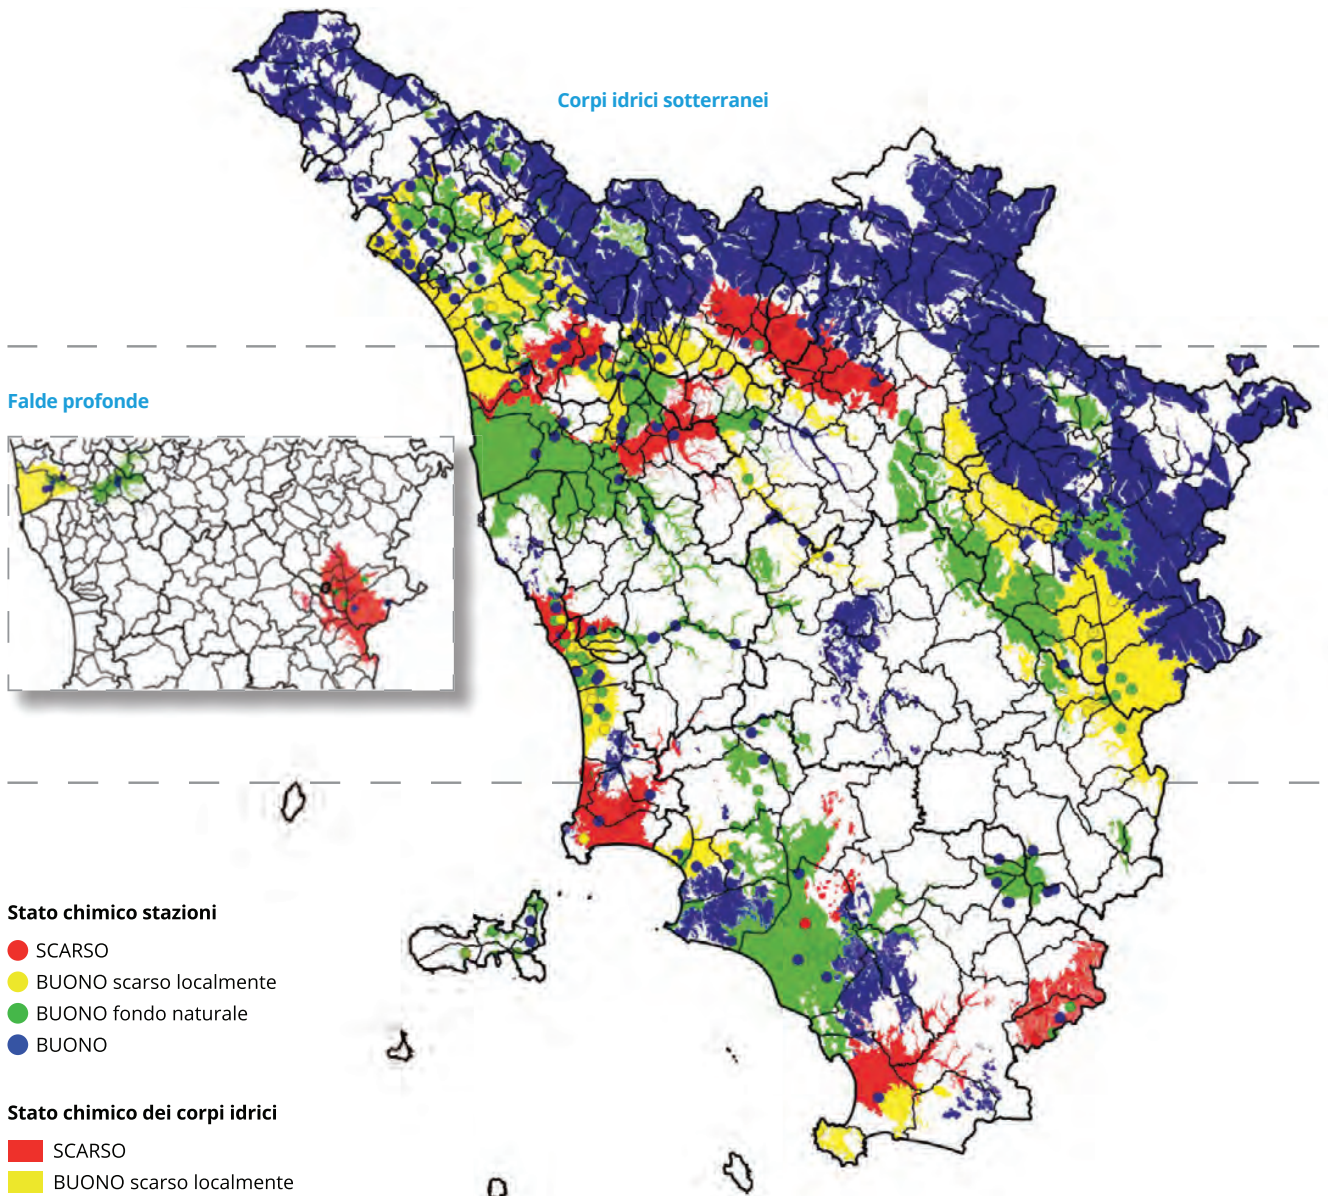 Corpi idrici sotterranei
Falde profonde
Stato chimico stazioni
SCARSO
BUONO scarso localmente
BUONO fondo naturale
BUONO
Stato chimico dei corpi idrici
SCARSO
BUONO scarso localmente